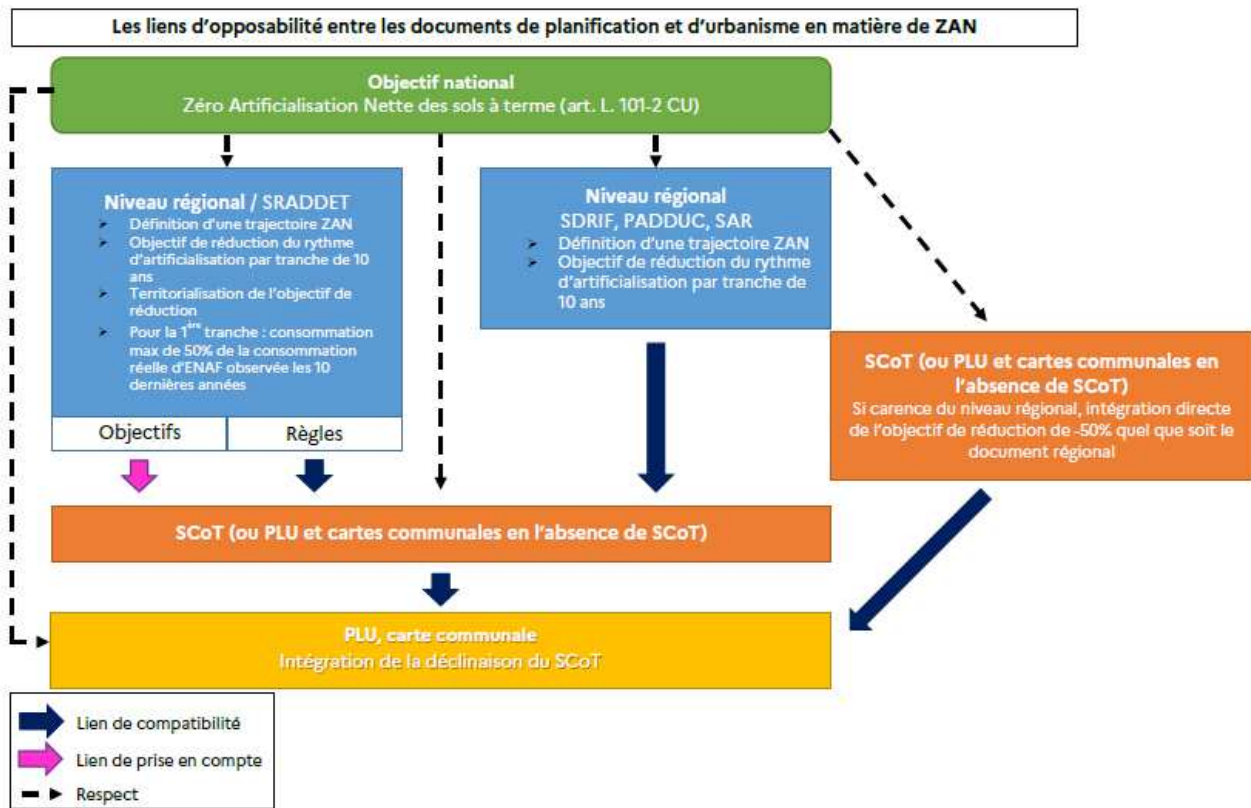 Les liens d'opposabilité entre les documents de planification et d'urbanisme en matière de ZAN
Objectif national
Zéro Artificialisation Nette des sols à terme (art. L. 101-2 CU)
Niveau régional / SRADDET
Définition d'une trajectoire ZAN
Objectif de réduction du rythme
d'artificialisation par tranche de 10
ans
Territorialisation de l'objectif de
réduction
Pour la 1ère tranche : consommation
max de 50% de la consommation
réelle d'ENAF observée les 10
dernières années
Objectifs
Règles
Niveau régional
SDRIF, PADDUC, SAR
Définition d'une trajectoire ZAN
Objectif de réduction du rythme
d'artificialisation par tranche de
10 ans
SCoT (ou PLU et cartes communales en
l'absence de SCoT)
Si carence du niveau régional, intégration directe
de l'objectif de réduction de -50% quel que soit le
document régional
SCoT (ou PLU et cartes communales en l'absence de SCoT)
PLU, carte communale
Intégration de la déclinaison du SCoT
Lien de compatibilité
Lien de prise en compte
Respect